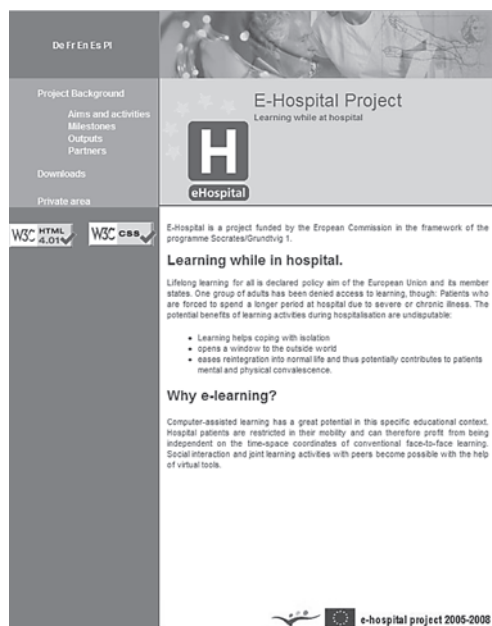 De Fr En Es Pl
Project Background
Aims and activities
Milestones
Outputs
Partners
Downloads
Private area
W3C HTML 4.01
W3C css
E-Hospital Project
Learning while at hospital
H
eHospital
E-Hospital is a project funded by the Eropean Commission in the framework of the
programme Socrates/Grundtvig 1.
Learning while in hospital.
Lifelong learning for all is declared policy aim of the European Union and its member
states. One group of adults has been denied access to learning, though: Patients who
are forced to spend a longer period at hospital due to severe or chronic illness. The
potential benefits of learning activities during hospitalisation are undisputable:
• Learning helps coping with isolation
• opens a window to the outside world
• eases reintegration into normal life and thus potentially contributes to patients
mental and physical convalescence.
Why e-learning?
Computer-assisted learning has a great potential in this specific educational context.
Hospital patients are restricted in their mobility and can therefore profit from being
independent on the time-space coordinates of conventional face-to-face learning.
Social interaction and joint learning activities with peers become possible with the help
of virtual tools.
e-hospital project 2005-2008